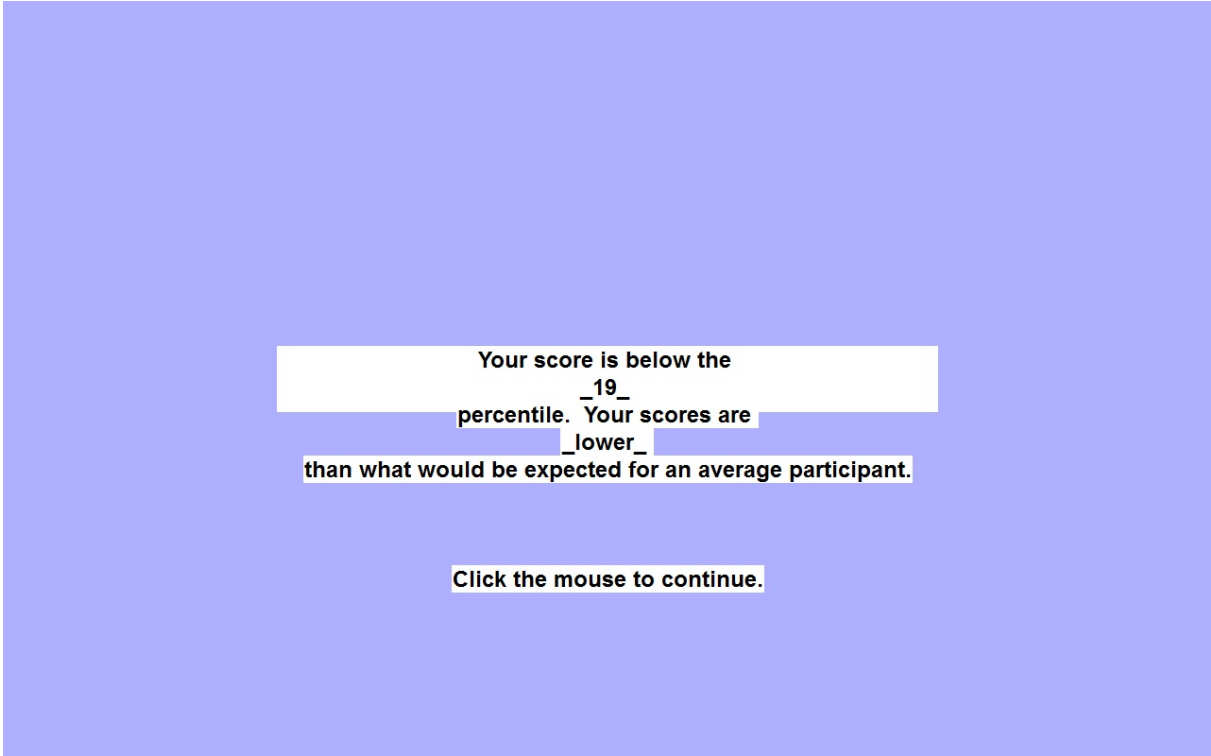 Your score is below the
_19_
percentile.  Your scores are
_lower_
than what would be expected for an average participant.
Click the mouse to continue.